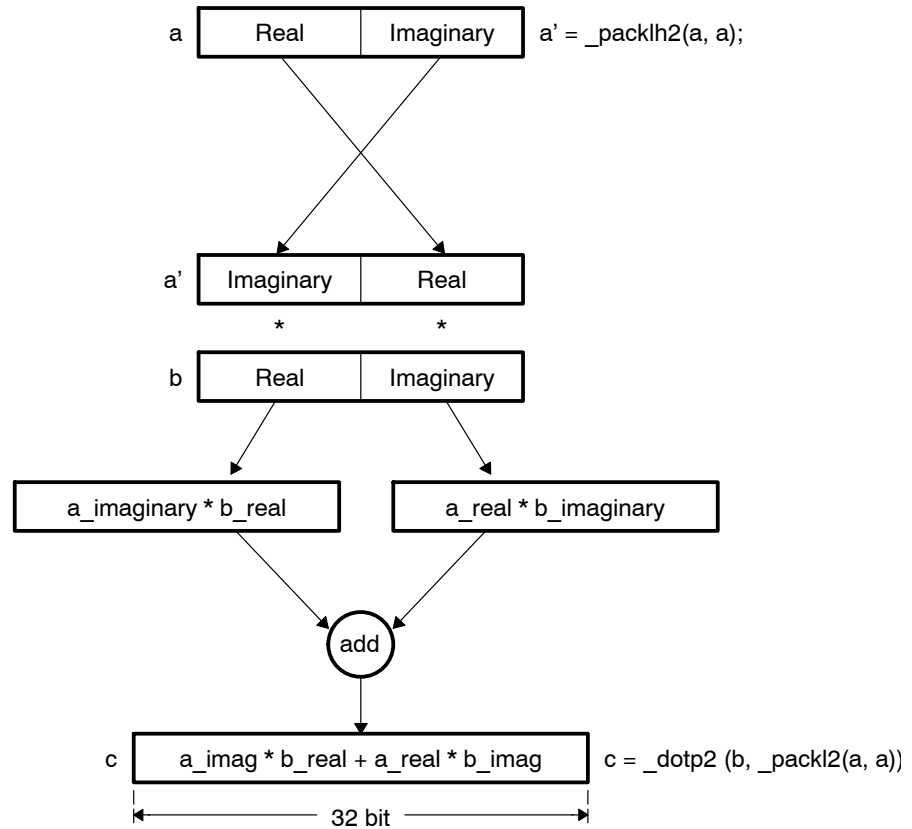 a Real Imaginary a’ = _packlh2(a, a);
a’ Imaginary Real
* *
b Real Imaginary
a_imaginary * b_real a_real * b_imaginary
add
c a_imag * b_real + a_real * b_imag c = _dotp2 (b, _packl2(a, a))
32 bit